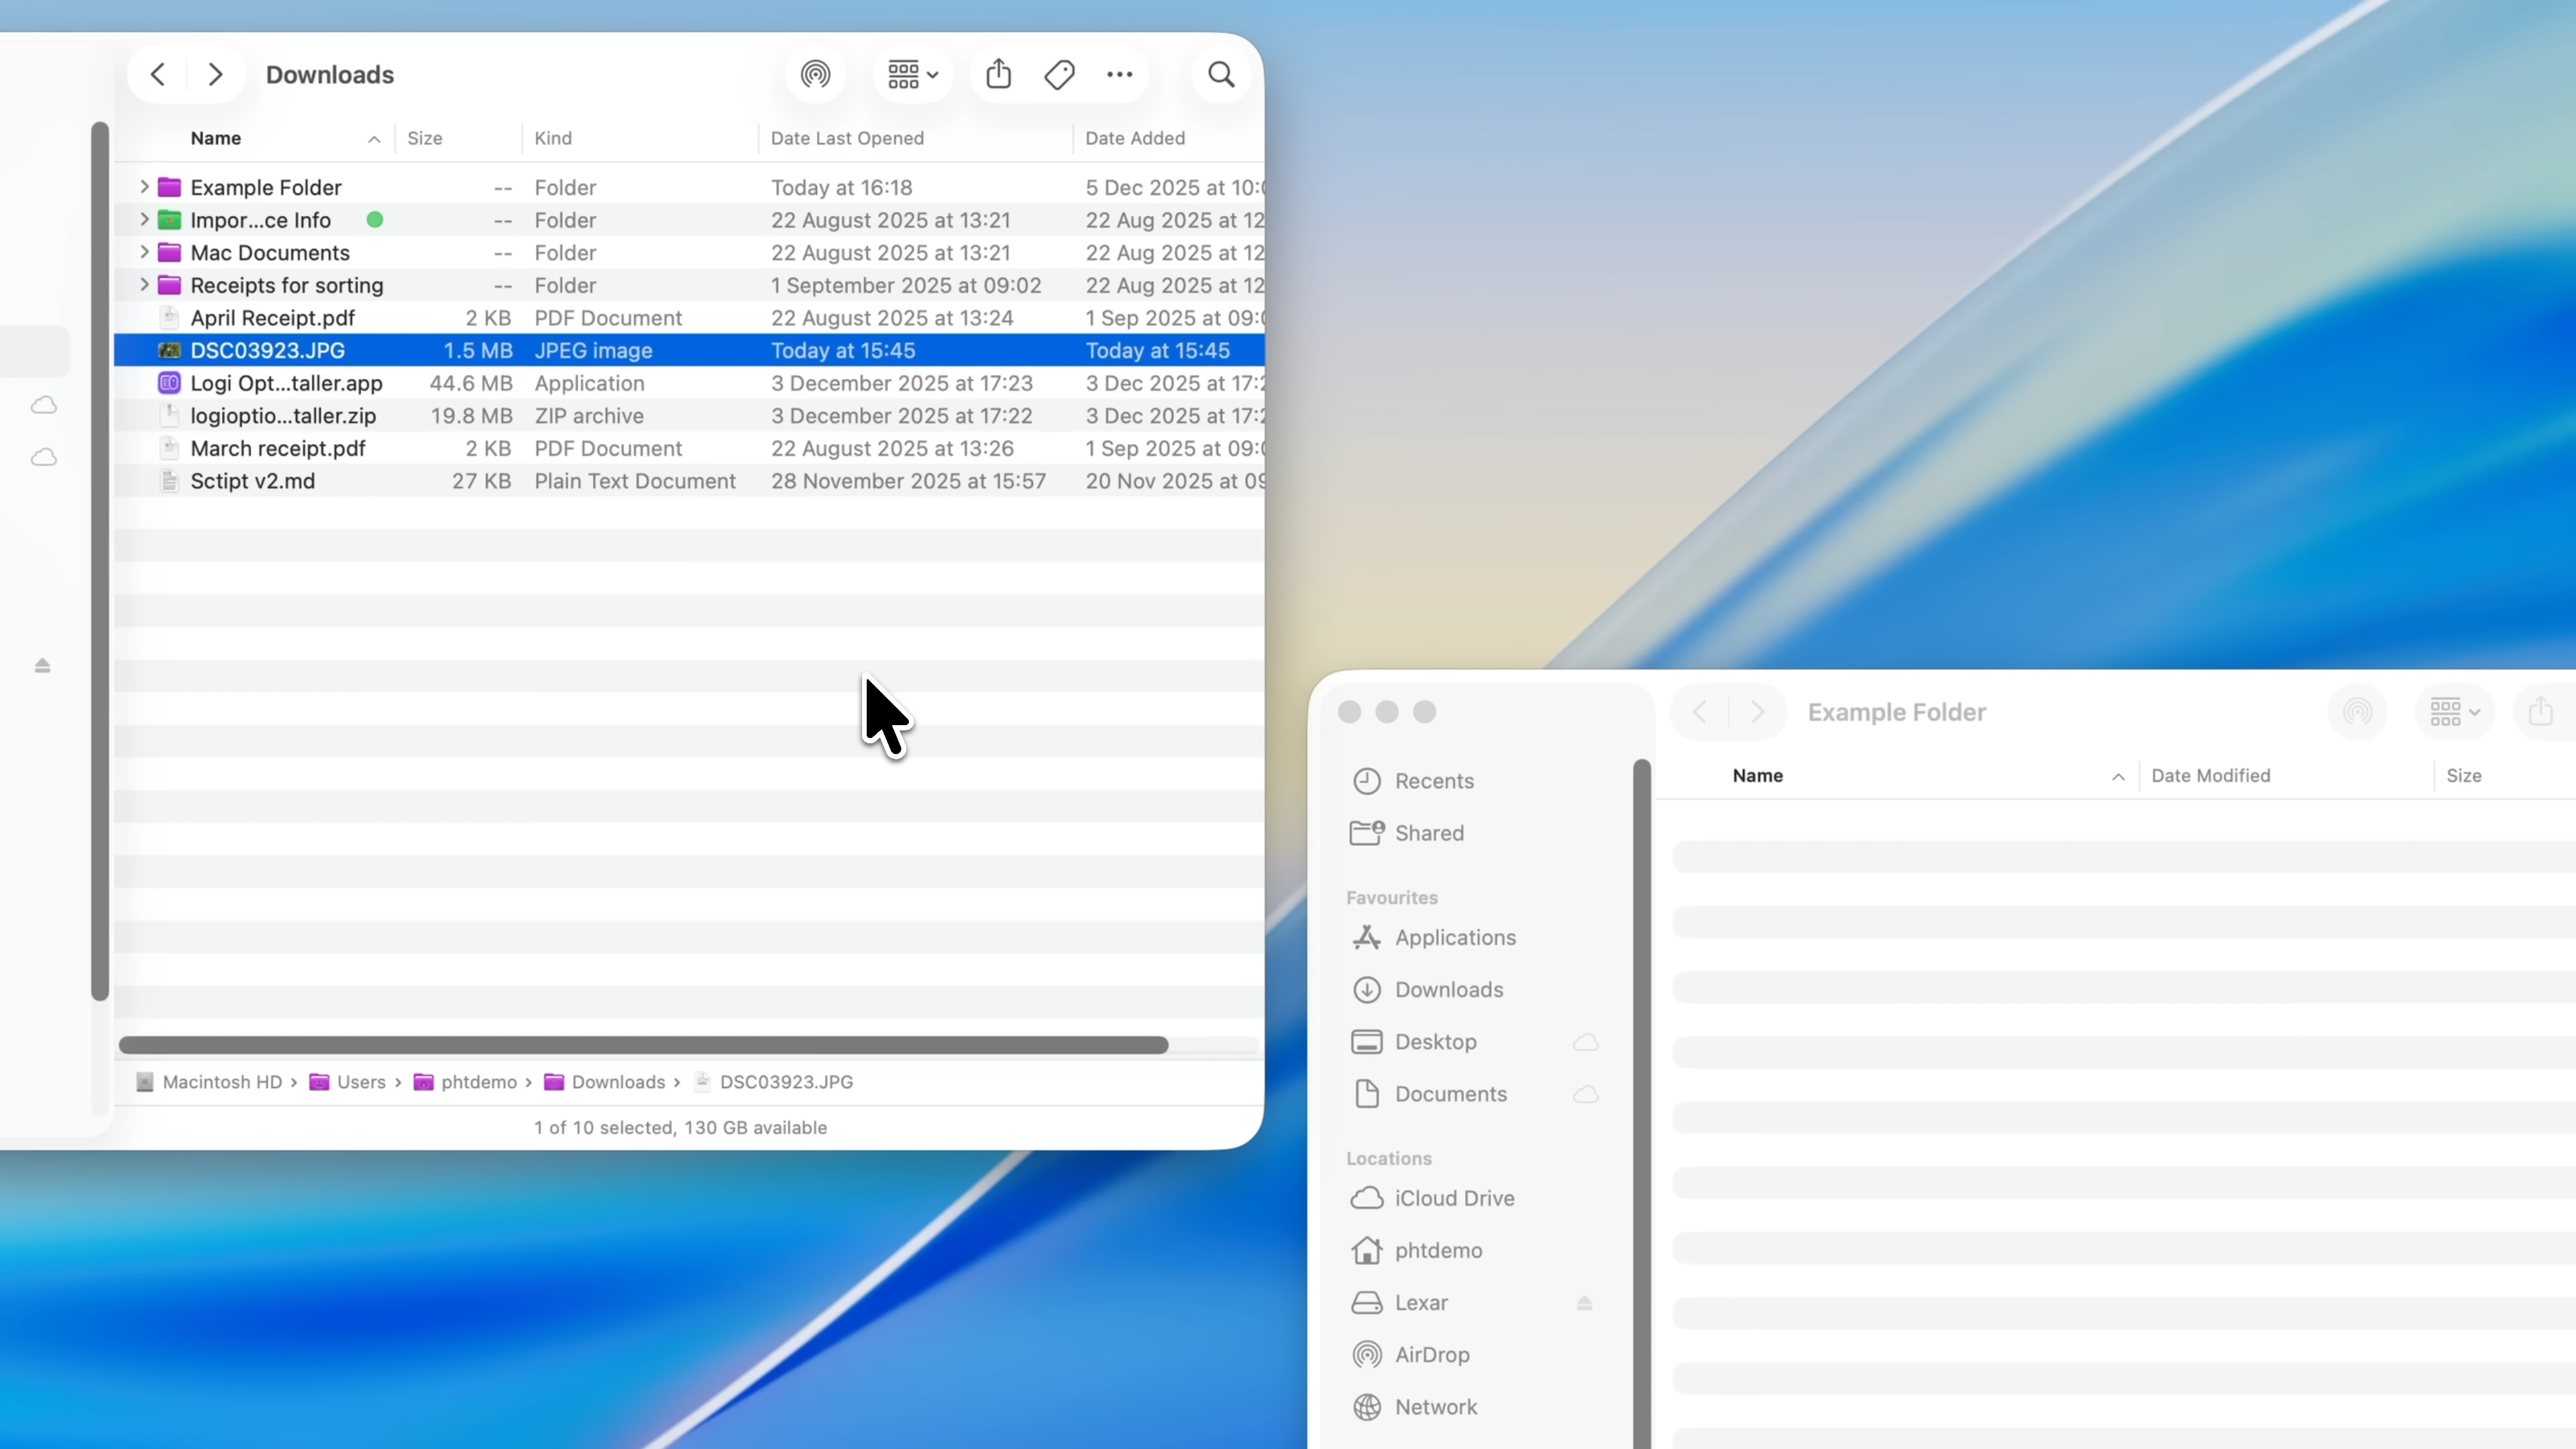 Downloads
Name Size Kind Date Last Opened Date Added
Example Folder -- Folder Today at 16:18 5 Dec 2025 at 10:0
Impor...ce Info -- Folder 22 August 2025 at 13:21 22 Aug 2025 at 12
Mac Documents -- Folder 22 August 2025 at 13:21 22 Aug 2025 at 12
Receipts for sorting -- Folder 1 September 2025 at 09:02 22 Aug 2025 at 12
April Receipt.pdf 2 KB PDF Document 22 August 2025 at 13:24 1 Sep 2025 at 09:0
DSC03923.JPG 1.5 MB JPEG image Today at 15:45 Today at 15:45
Logi Opt...taller.app 44.6 MB Application 3 December 2025 at 17:23 3 Dec 2025 at 17:2
logioptio...taller.zip 19.8 MB ZIP archive 3 December 2025 at 17:22 3 Dec 2025 at 17:2
March receipt.pdf 2 KB PDF Document 22 August 2025 at 13:26 1 Sep 2025 at 09:0
Sctipt v2.md 27 KB Plain Text Document 28 November 2025 at 15:57 20 Nov 2025 at 09
Macintosh HD › Users › phtdemo › Downloads › DSC03923.JPG
1 of 10 selected, 130 GB available
Example Folder
Name Date Modified Size
Recents
Shared
Favourites
Applications
Downloads
Desktop
Documents
Locations
iCloud Drive
phtdemo
Lexar
AirDrop
Network